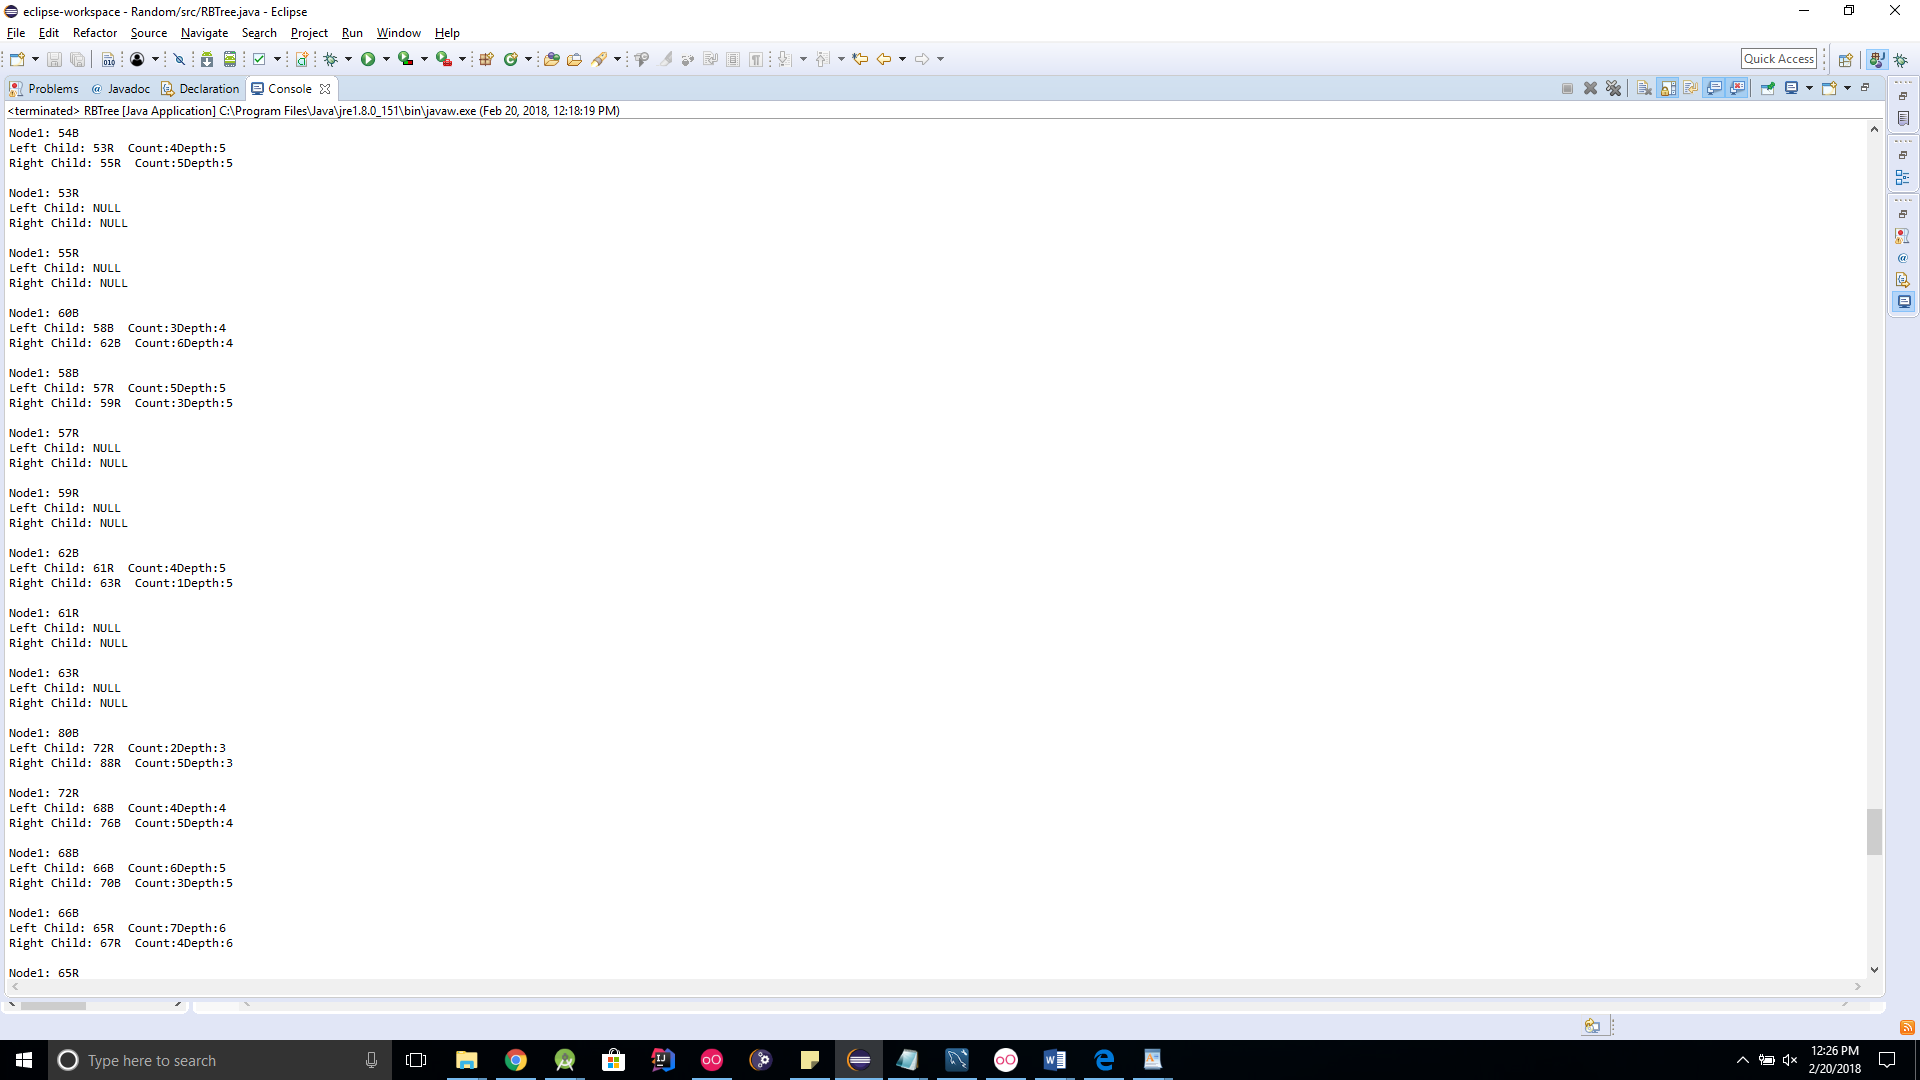 eclipse-workspace - Random/src/RBTree.java - Eclipse
File Edit Refactor Source Navigate Search Project Run Window Help
Quick Access
Problems @ Javadoc Declaration Console
<terminated> RBTree [Java Application] C:\Program Files\Java\jre1.8.0_151\bin\javaw.exe (Feb 20, 2018, 12:18:19 PM)
Node1: 54B
Left Child: 53R  Count:4Depth:5
Right Child: 55R  Count:5Depth:5
Node1: 53R
Left Child: NULL
Right Child: NULL
Node1: 55R
Left Child: NULL
Right Child: NULL
Node1: 60B
Left Child: 58B  Count:3Depth:4
Right Child: 62B  Count:6Depth:4
Node1: 58B
Left Child: 57R  Count:5Depth:5
Right Child: 59R  Count:3Depth:5
Node1: 57R
Left Child: NULL
Right Child: NULL
Node1: 59R
Left Child: NULL
Right Child: NULL
Node1: 62B
Left Child: 61R  Count:4Depth:5
Right Child: 63R  Count:1Depth:5
Node1: 61R
Left Child: NULL
Right Child: NULL
Node1: 63R
Left Child: NULL
Right Child: NULL
Node1: 80B
Left Child: 72R  Count:2Depth:3
Right Child: 88R  Count:5Depth:3
Node1: 72R
Left Child: 68B  Count:4Depth:4
Right Child: 76B  Count:5Depth:4
Node1: 68B
Left Child: 66B  Count:6Depth:5
Right Child: 70B  Count:3Depth:5
Node1: 66B
Left Child: 65R  Count:7Depth:6
Right Child: 67R  Count:4Depth:6
Node1: 65R
Type here to search
12:26 PM
2/20/2018